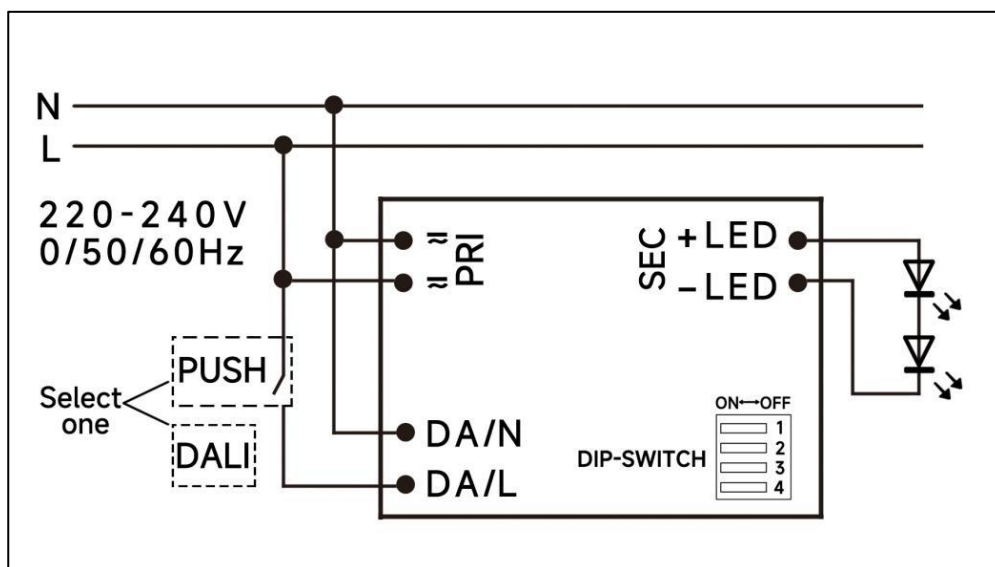 N
L
220-240V
0/50/60Hz
≂ PRI
≂
SEC
+LED
-LED
PUSH
Select
one
DALI
DA/N
DA/L
DIP-SWITCH
ON↔OFF
1
2
3
4